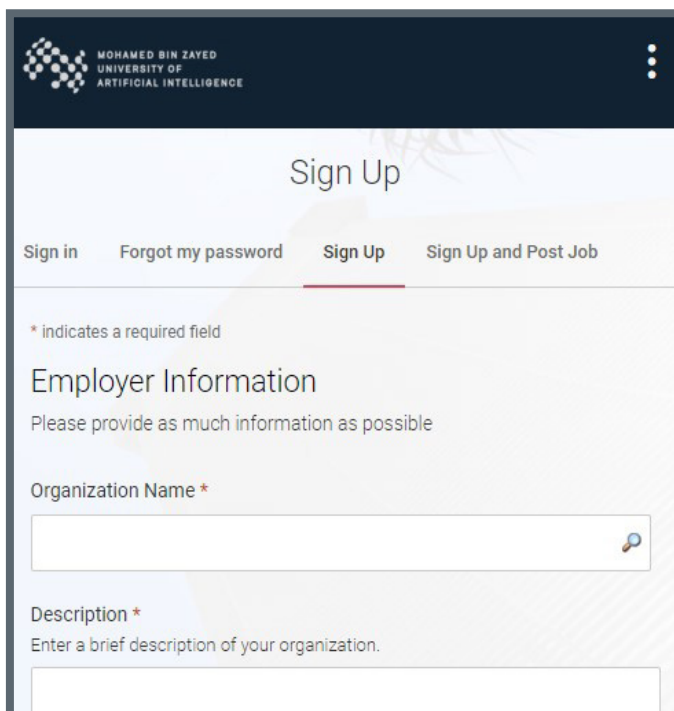 MOHAMED BIN ZAYED
UNIVERSITY OF
ARTIFICIAL INTELLIGENCE
Sign Up
Sign in Forgot my password Sign Up Sign Up and Post Job
* indicates a required field
Employer Information
Please provide as much information as possible
Organization Name *
Description *
Enter a brief description of your organization.